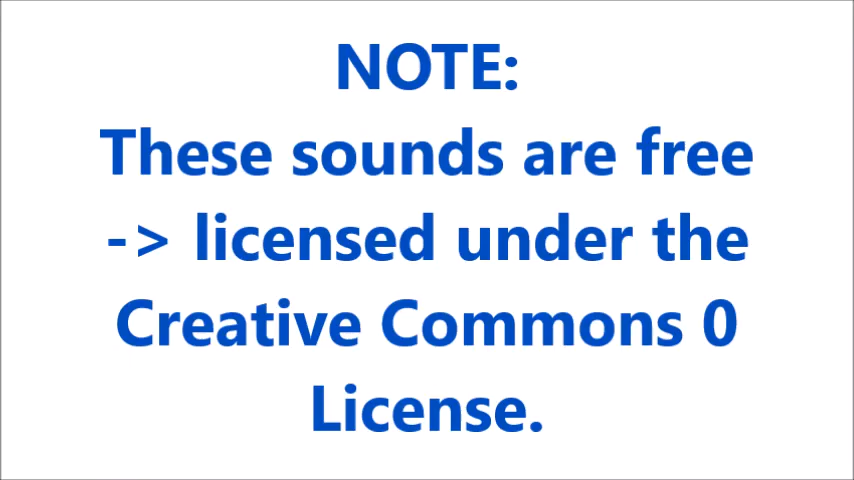 NOTE:
These sounds are free
-> licensed under the
Creative Commons 0
License.